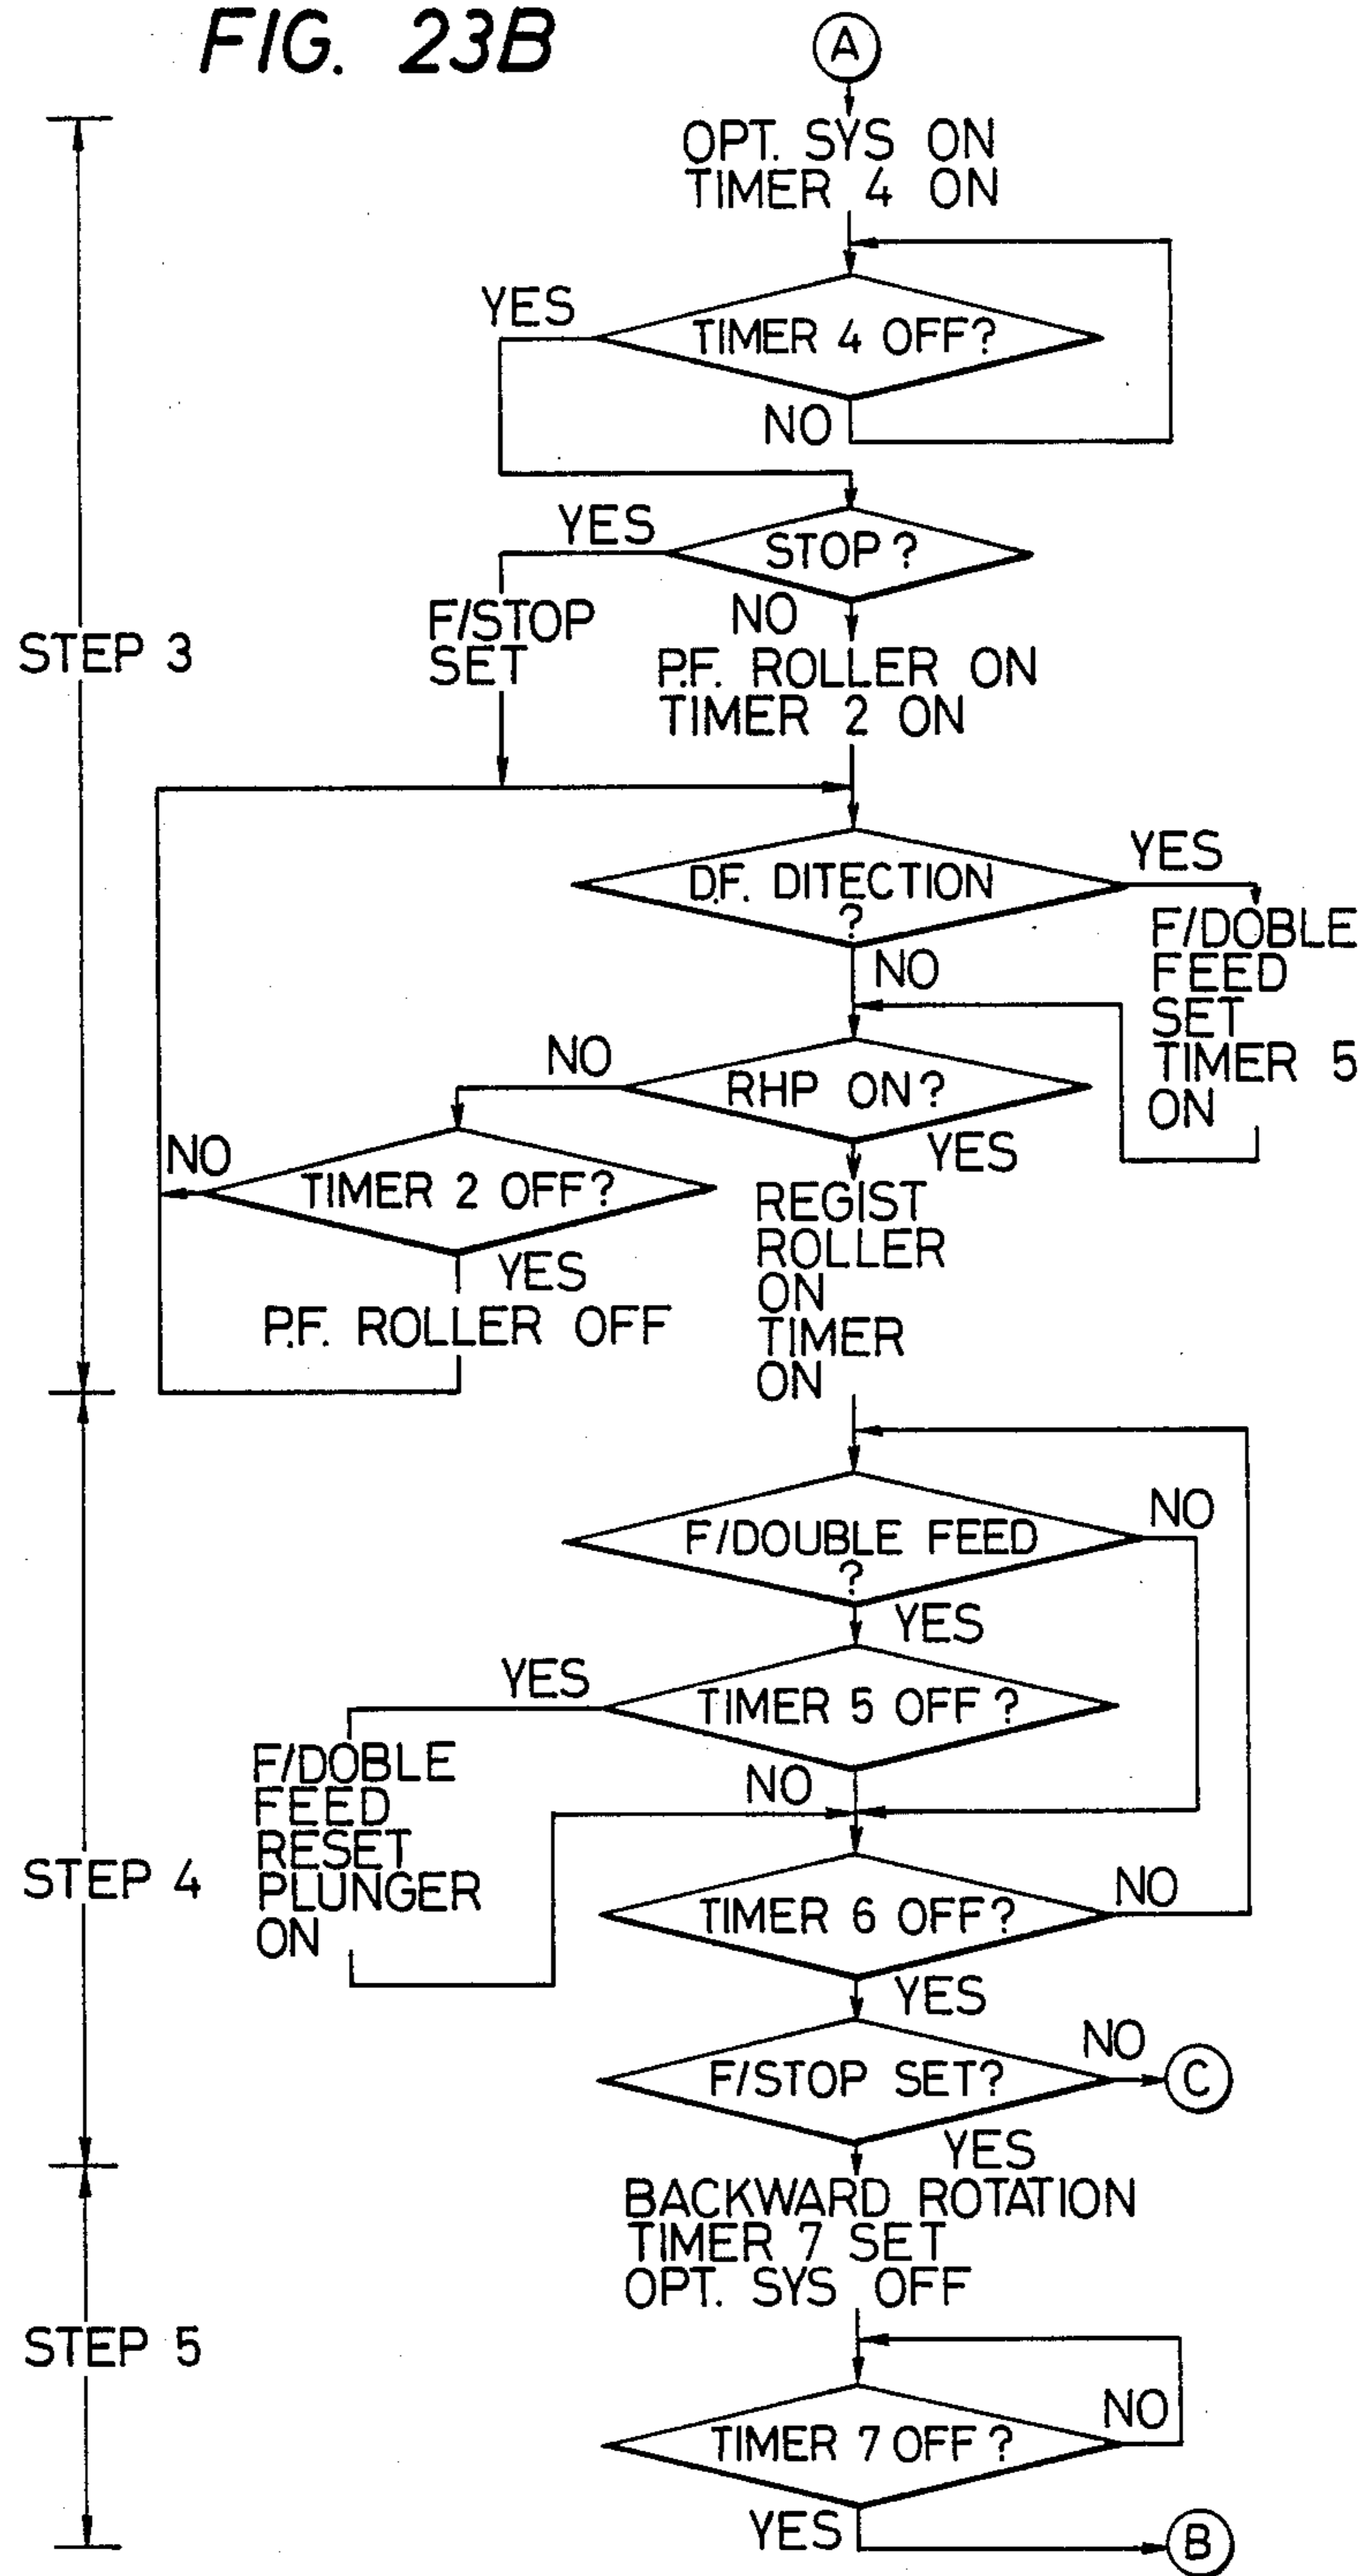 FIG. 23B
A
OPT. SYS ON
TIMER 4 ON
YES
TIMER 4 OFF?
NO
YES
STOP?
F/STOP
SET
NO
STEP 3
P.F. ROLLER ON
TIMER 2 ON
D.F. DITECTION
?
YES
F/DOBLE
FEED
SET
TIMER 5
ON
NO
NO
RHP ON?
YES
NO
TIMER 2 OFF?
YES
P.F. ROLLER OFF
REGIST
ROLLER
ON
TIMER
ON
F/DOUBLE FEED
?
NO
YES
YES
TIMER 5 OFF?
F/DOBLE
FEED
RESET
PLUNGER
ON
NO
STEP 4
TIMER 6 OFF?
NO
YES
F/STOP SET?
NO
C
YES
BACKWARD ROTATION
TIMER 7 SET
OPT. SYS OFF
STEP 5
TIMER 7 OFF?
NO
YES
B